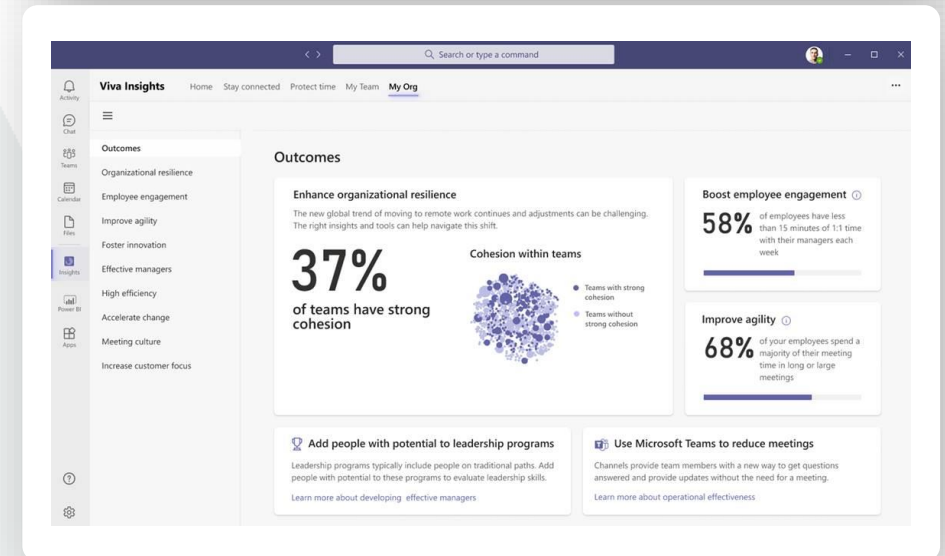 Search or type a command
Viva Insights
Home
Stay connected
Protect time
My Team
My Org
Activity
Chat
Teams
Calendar
Files
Insights
Power BI
Apps
Outcomes
Organizational resilience
Employee engagement
Improve agility
Foster innovation
Effective managers
High efficiency
Accelerate change
Meeting culture
Increase customer focus
Outcomes
Enhance organizational resilience
The new global trend of moving to remote work continues and adjustments can be challenging.
The right insights and tools can help navigate this shift.
37%
of teams have strong
cohesion
Cohesion within teams
Teams with strong
cohesion
Teams without
strong cohesion
Boost employee engagement
58%
of employees have less
than 15 minutes of 1:1 time
with their managers each
week
Improve agility
68%
of your employees spend a
majority of their meeting
time in long or large
meetings
Add people with potential to leadership programs
Leadership programs typically include people on traditional paths. Add
people with potential to these programs to evaluate leadership skills.
Learn more about developing effective managers
Use Microsoft Teams to reduce meetings
Channels provide team members with a new way to get questions
answered and provide updates without the need for a meeting.
Learn more about operational effectiveness